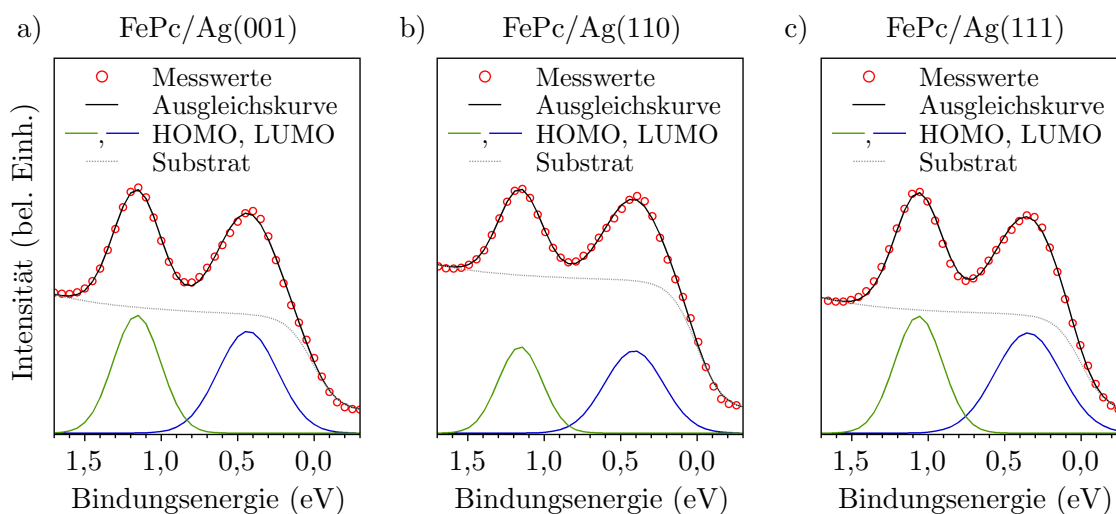 a) FePc/Ag(001)
Messwerte
Ausgleichskurve
, HOMO, LUMO
Substrat
Intensität (bel. Einh.)
1,5 1,0 0,5 0,0
Bindungsenergie (eV)
b) FePc/Ag(110)
Messwerte
Ausgleichskurve
, HOMO, LUMO
Substrat
1,5 1,0 0,5 0,0
Bindungsenergie (eV)
c) FePc/Ag(111)
Messwerte
Ausgleichskurve
, HOMO, LUMO
Substrat
1,5 1,0 0,5 0,0
Bindungsenergie (eV)